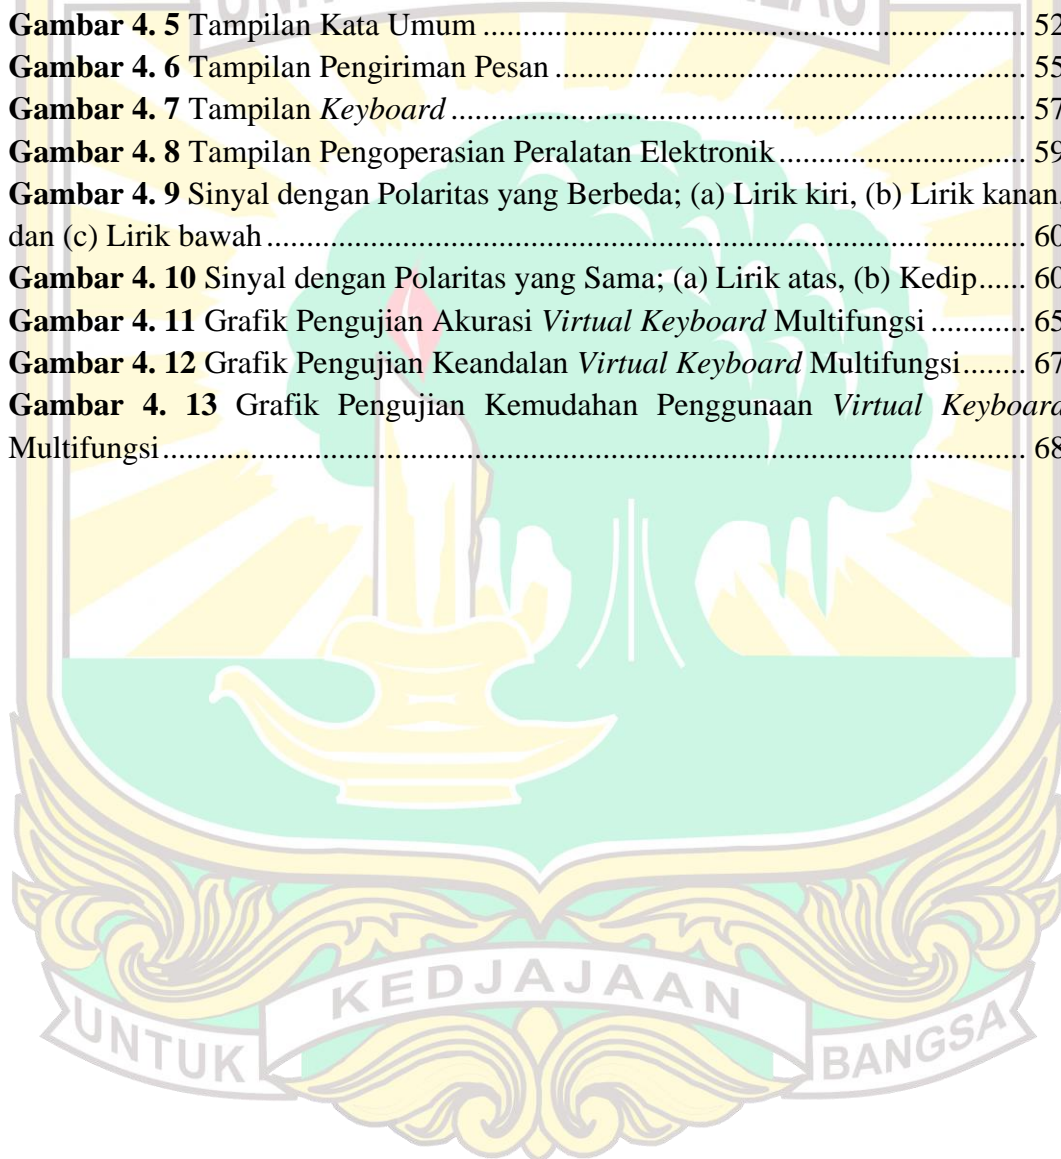 Gambar 4. 5 Tampilan Kata Umum ..................................................................... 52
Gambar 4. 6 Tampilan Pengiriman Pesan ............................................................ 55
Gambar 4. 7 Tampilan Keyboard ......................................................................... 57
Gambar 4. 8 Tampilan Pengoperasian Peralatan Elektronik............................... 59
Gambar 4. 9 Sinyal dengan Polaritas yang Berbeda; (a) Lirik kiri, (b) Lirik kanan,
dan (c) Lirik bawah ................................................................................................ 60
Gambar 4. 10 Sinyal dengan Polaritas yang Sama; (a) Lirik atas, (b) Kedip...... 60
Gambar 4. 11 Grafik Pengujian Akurasi Virtual Keyboard Multifungsi ............ 65
Gambar 4. 12 Grafik Pengujian Keandalan Virtual Keyboard Multifungsi........ 67
Gambar 4. 13 Grafik Pengujian Kemudahan Penggunaan Virtual Keyboard
Multifungsi............................................................................................................. 68
UNTUK KEDJAJAAN BANGSA